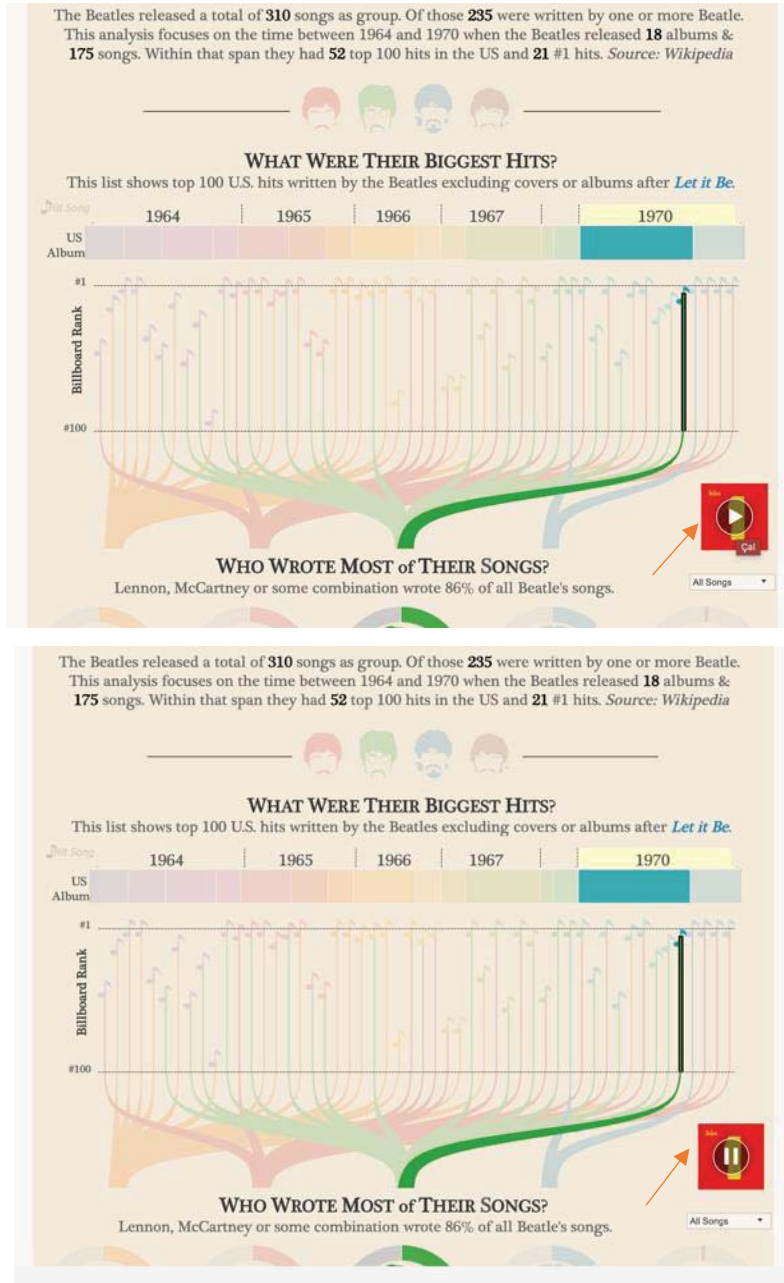 The Beatles released a total of 310 songs as group. Of those 235 were written by one or more Beatle.
This analysis focuses on the time between 1964 and 1970 when the Beatles released 18 albums &
175 songs. Within that span they had 52 top 100 hits in the US and 21 #1 hits. Source: Wikipedia
WHAT WERE THEIR BIGGEST HITS?
This list shows top 100 U.S. hits written by the Beatles excluding covers or albums after Let it Be.
Hit Song
1964 1965 1966 1967 1970
US
Album
#1
Billboard Rank
#100
Çal
WHO WROTE MOST of THEIR SONGS?
All Songs
Lennon, McCartney or some combination wrote 86% of all Beatle's songs.
The Beatles released a total of 310 songs as group. Of those 235 were written by one or more Beatle.
This analysis focuses on the time between 1964 and 1970 when the Beatles released 18 albums &
175 songs. Within that span they had 52 top 100 hits in the US and 21 #1 hits. Source: Wikipedia
WHAT WERE THEIR BIGGEST HITS?
This list shows top 100 U.S. hits written by the Beatles excluding covers or albums after Let it Be.
Hit Song
1964 1965 1966 1967 1970
US
Album
#1
Billboard Rank
#100
WHO WROTE MOST of THEIR SONGS?
All Songs
Lennon, McCartney or some combination wrote 86% of all Beatle's songs.